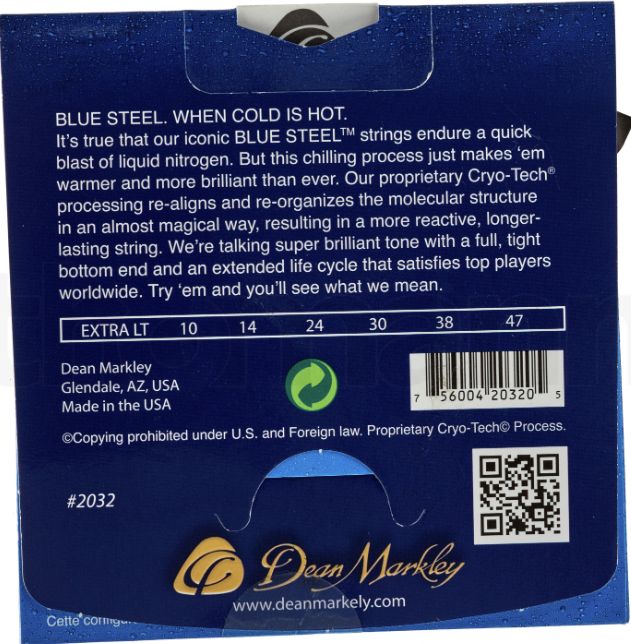 BLUE STEEL. WHEN COLD IS HOT.
It's true that our iconic BLUE STEEL™ strings endure a quick
blast of liquid nitrogen. But this chilling process just makes 'em
warmer and more brilliant than ever. Our proprietary Cryo-Tech®
processing re-aligns and re-organizes the molecular structure
in an almost magical way, resulting in a more reactive, longer-
lasting string. We're talking super brilliant tone with a full, tight
bottom end and an extended life cycle that satisfies top players
worldwide. Try 'em and you'll see what we mean.
EXTRA LT 10 14 24 30 38 47
Dean Markley
Glendale, AZ, USA
Made in the USA
7 56004 20320 5
©Copying prohibited under U.S. and Foreign law. Proprietary Cryo-Tech© Process.
#2032
Dean Markley
www.deanmarkely.com
Cette